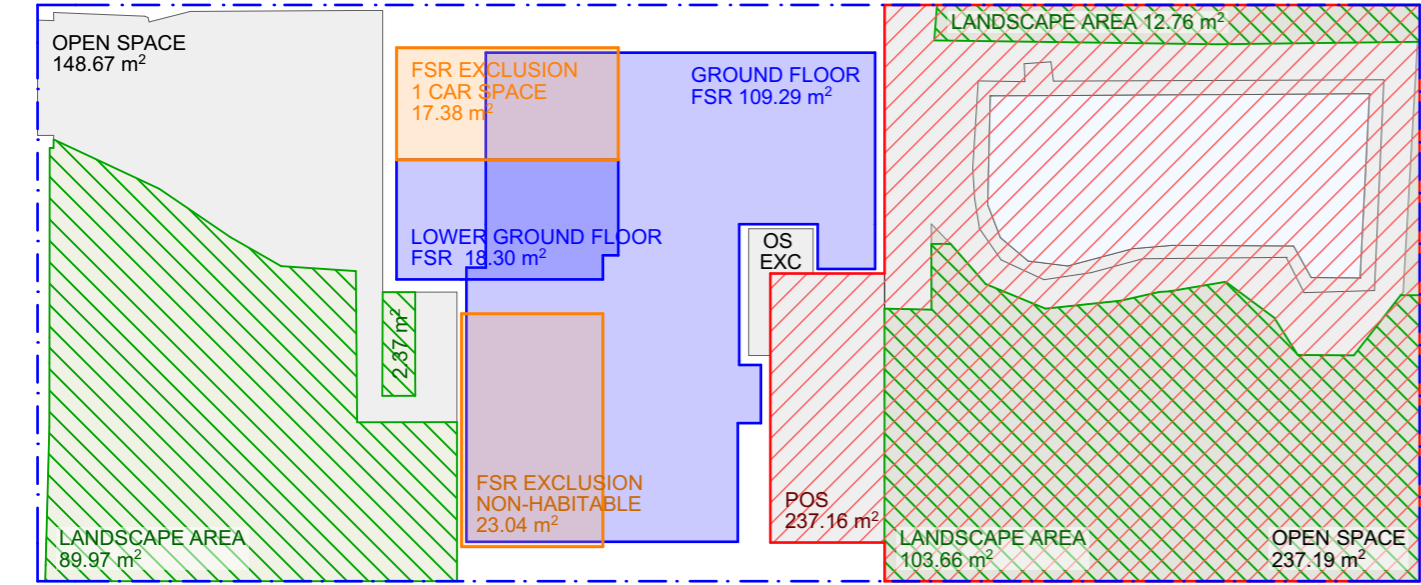 OPEN SPACE
148.67 m²
FSR EXCLUSION
1 CAR SPACE
17.38 m²
GROUND FLOOR
FSR 109.29 m²
LANDSCAPE AREA 12.76 m²
LOWER GROUND FLOOR
FSR 18.30 m²
OS
EXC
2.37 m²
FSR EXCLUSION
NON-HABITABLE
23.04 m²
POS
237.16 m²
LANDSCAPE AREA
89.97 m²
LANDSCAPE AREA
103.66 m²
OPEN SPACE
237.19 m²